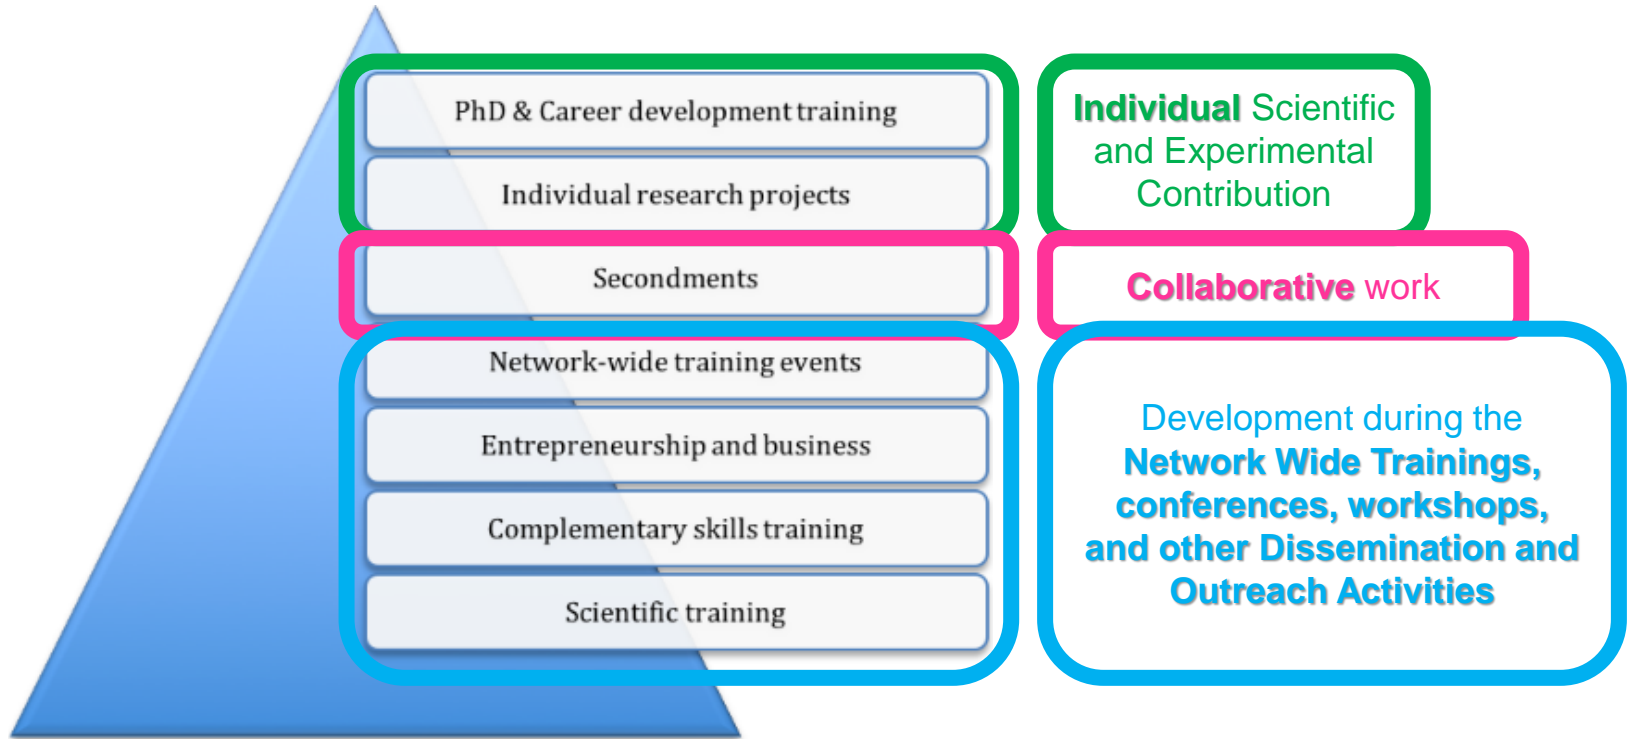 PhD & Career development training
Individual research projects
Secondments
Network-wide training events
Entrepreneurship and business
Complementary skills training
Scientific training
Individual Scientific
and Experimental
Contribution
Collaborative work
Development during the
Network Wide Trainings,
conferences, workshops,
and other Dissemination and
Outreach Activities